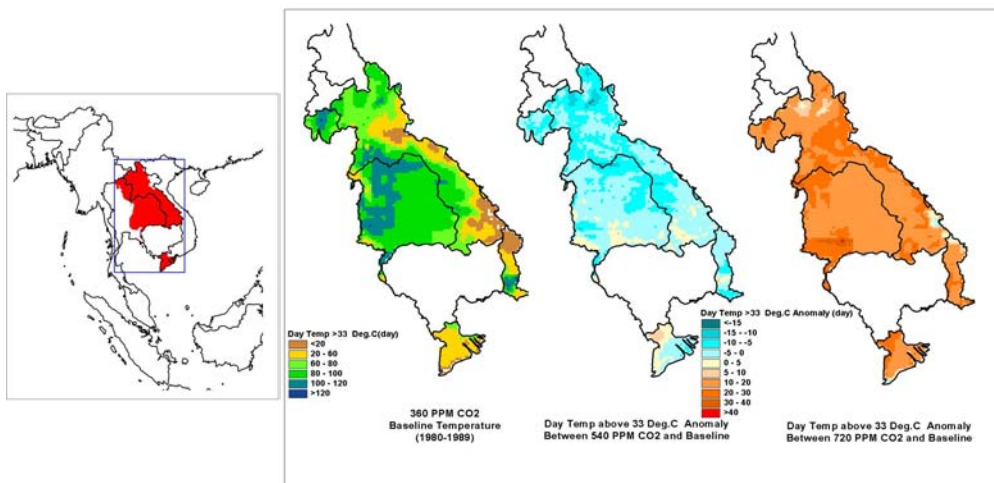 Day Temp >33 Deg.C(day)
<20
20 - 60
60 - 80
80 - 100
100 - 120
>120
360 PPM CO2
Baseline Temperature
(1980-1989)
Day Temp >33 Deg.C Anomaly (day)
<-15
-15 - -10
-10 - -5
-5 - 0
0 - 5
5 - 10
10 - 20
20 - 30
30 - 40
>40
Day Temp above 33 Deg.C Anomaly
Between 540 PPM CO2 and Baseline
Day Temp above 33 Deg.C Anomaly
Between 720 PPM CO2 and Baseline